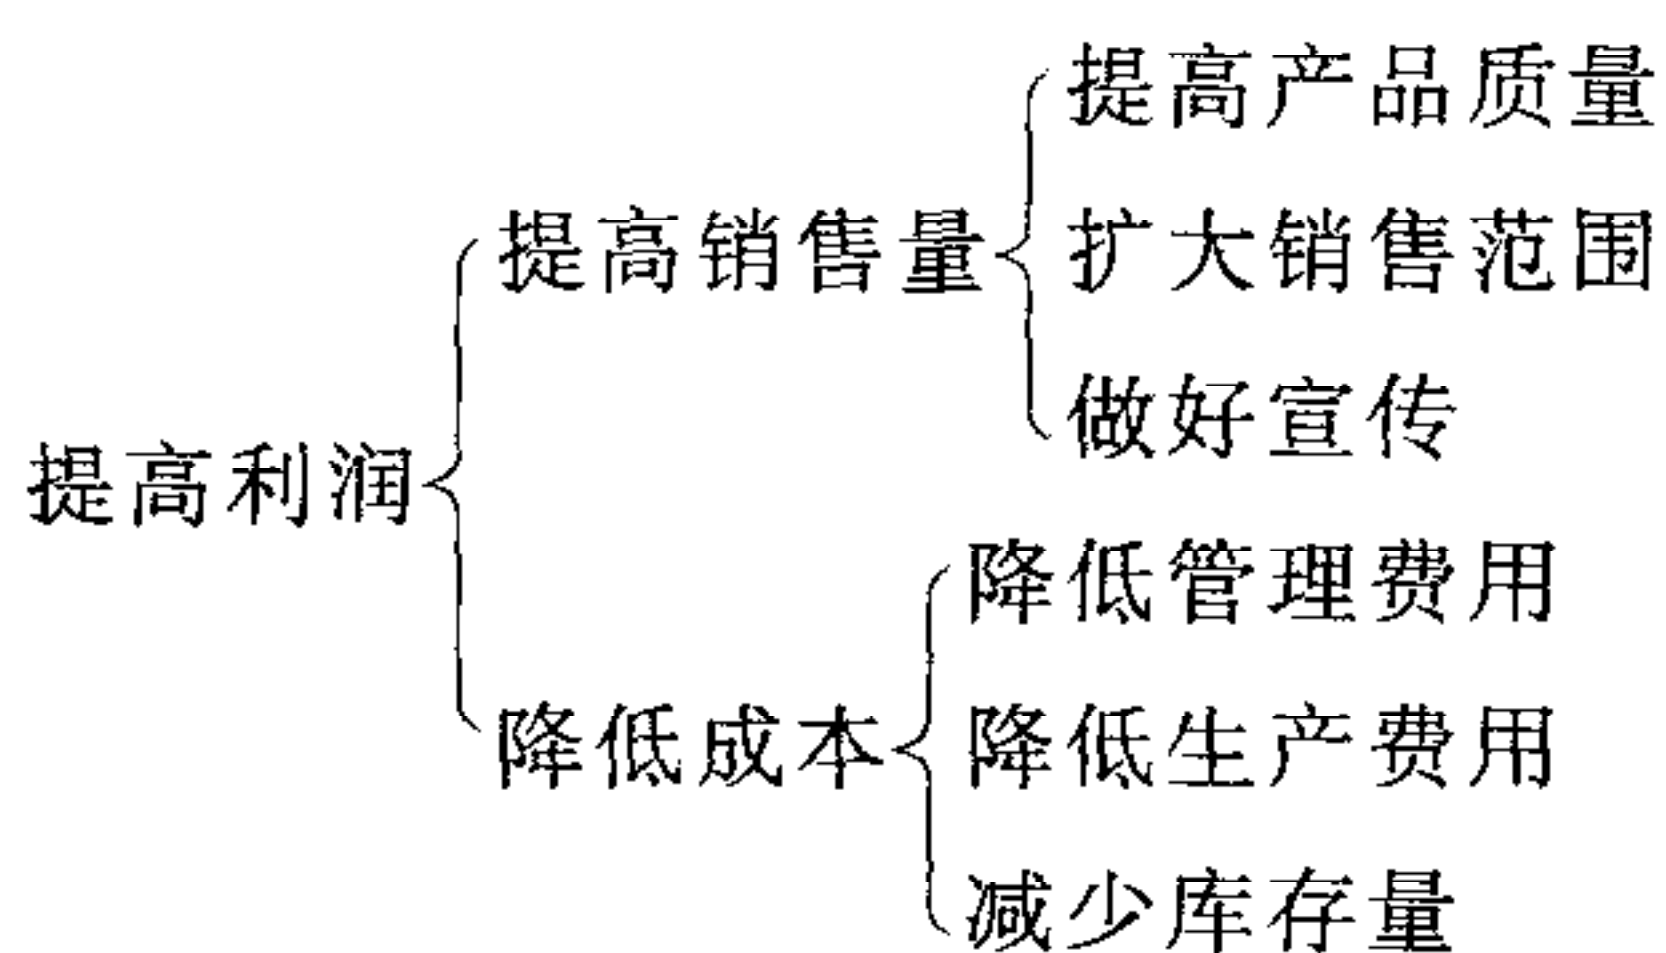 提高利润
提高销售量
提高产品质量
扩大销售范围
做好宣传
降低成本
降低管理费用
降低生产费用
减少库存量